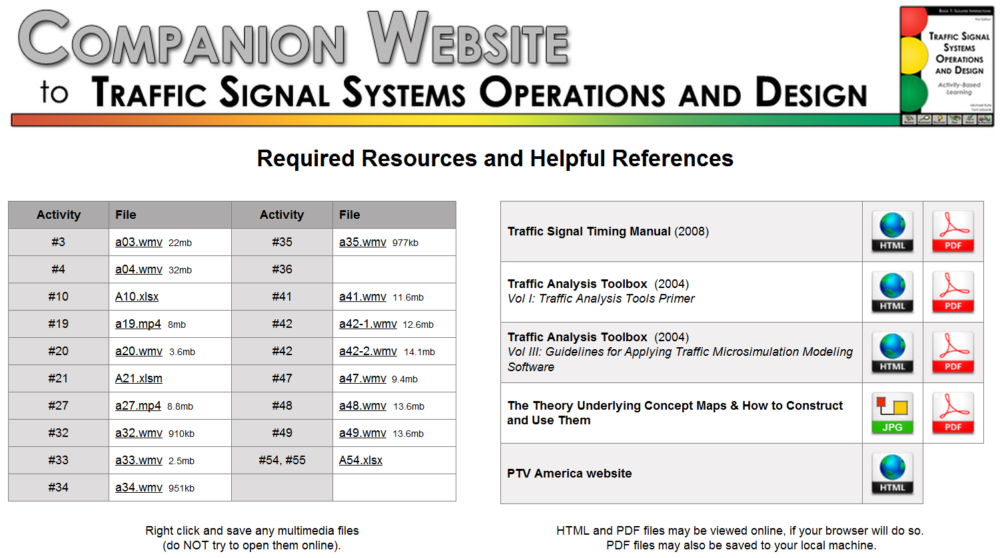 COMPANION WEBSITE
to TRAFFIC SIGNAL SYSTEMS OPERATIONS AND DESIGN
BOOK 1: ISOLATED INTERSECTIONS
First Edition
TRAFFIC SIGNAL
SYSTEMS
OPERATIONS
AND DESIGN
Activity-Based
Learning
Michael Kyte
Tom Urbanik
Required Resources and Helpful References
Activity File Activity File
#3 a03.wmv 22mb #35 a35.wmv 977kb
#4 a04.wmv 32mb #36
#10 A10.xlsx #41 a41.wmv 11.6mb
#19 a19.mp4 8mb #42 a42-1.wmv 12.6mb
#20 a20.wmv 3.6mb #42 a42-2.wmv 14.1mb
#21 A21.xlsm #47 a47.wmv 9.4mb
#27 a27.mp4 8.8mb #48 a48.wmv 13.6mb
#32 a32.wmv 910kb #49 a49.wmv 13.6mb
#33 a33.wmv 2.5mb #54, #55 A54.xlsx
#34 a34.wmv 951kb
Right click and save any multimedia files
(do NOT try to open them online).
Traffic Signal Timing Manual (2008)
HTML PDF
Traffic Analysis Toolbox (2004)
Vol I: Traffic Analysis Tools Primer
HTML PDF
Traffic Analysis Toolbox (2004)
Vol III: Guidelines for Applying Traffic Microsimulation Modeling
Software
HTML PDF
The Theory Underlying Concept Maps & How to Construct
and Use Them
JPG PDF
PTV America website
HTML
HTML and PDF files may be viewed online, if your browser will do so.
PDF files may also be saved to your local machine.